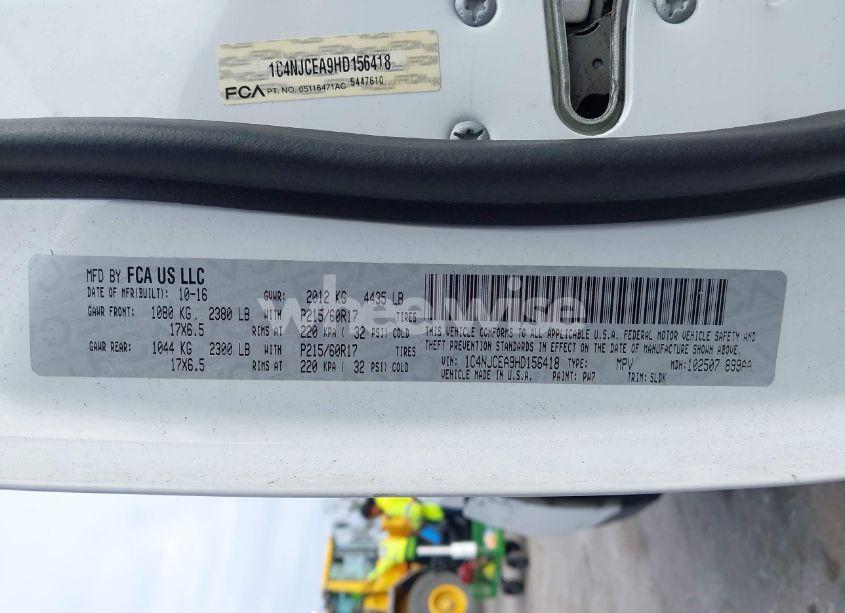 1C4NJCEA9HD156418
FCA PT. NO. 05116471AC 5447610
MFD BY FCA US LLC
DATE OF MFR(BUILT): 10-16 GVWR: 2012 KG 4435 LB
GAWR FRONT: 1080 KG 2380 LB WITH P215/60R17 TIRES
17X6.5 RIMS AT 220 KPA ( 32 PSI) COLD
GAWR REAR: 1044 KG 2300 LB WITH P215/60R17 TIRES
17X6.5 RIMS AT 220 KPA ( 32 PSI) COLD
THIS VEHICLE CONFORMS TO ALL APPLICABLE U.S.A. FEDERAL MOTOR VEHICLE SAFETY AND
THEFT PREVENTION STANDARDS IN EFFECT ON THE DATE OF MANUFACTURE SHOWN ABOVE.
VIN: 1C4NJCEA9HD156418 TYPE: MPV MDH:102507 899AA
VEHICLE MADE IN U.S.A. PAINT: PW7 TRIM: SLDK
wheelwise